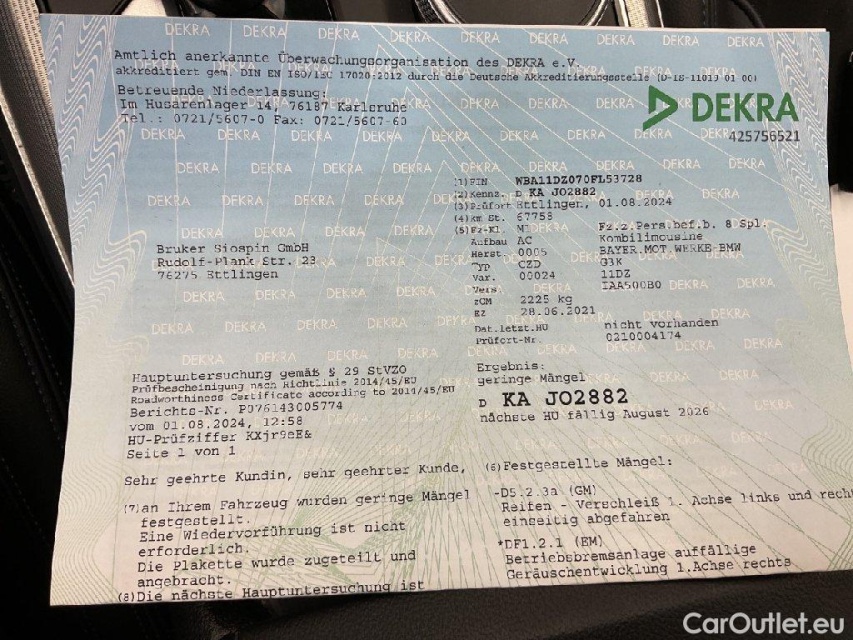 Amtlich anerkannte Überwachungsorganisation des DEKRA e.V.
akkreditiert gem. DIN EN ISO/IEC 17020:2012 durch die Deutsche Akkreditierungsstelle (D-IS-11013 01 00)
Betreuende Niederlassung:
Im Husarenlager 14, 76187 Karlsruhe
Tel.: 0721/5607-0 Fax: 0721/5607-60
DEKRA
425756521
(1)FIN WBA11DZ070FL53728
(2)Kennz. D KA JO2882
(3)Prüfort Ettlingen, 01.08.2024
(4)km St. 67758
(5)Fz-Kl. M1 Fz.z.Pers.bef.b. 8 Spl.
Aufbau AC Kombilimousine
Herst. 0005 BAYER.MOT.WERKE-BMW
Typ CZD G3K
Var. 00024 11DZ
Vers. IAA500B0
zGM 2225 kg
EZ 28.06.2021
Dat.letzt.HU nicht vorhanden
Prüfort-Nr. 0210004174
Bruker Biospin GmbH
Rudolf-Plank-Str. 23
76275 Ettlingen
Hauptuntersuchung gemäß § 29 StVZO
Prüfbescheinigung nach Richtlinie 2014/45/EU
Roadworthiness Certificate according to 2014/45/EU
Berichts-Nr. P076143005774
vom 01.08.2024, 12:58
HU-Prüfziffer KXjr9eE&
Seite 1 von 1
Ergebnis:
geringe Mängel
D KA JO2882
nächste HU fällig August 2026
Sehr geehrte Kundin, sehr geehrter Kunde,
(7)an Ihrem Fahrzeug wurden geringe Mängel
festgestellt.
Eine Wiedervorführung ist nicht
erforderlich.
Die Plakette wurde zugeteilt und
angebracht.
(8)Die nächste Hauptuntersuchung ist
(6)Festgestellte Mängel:
-D5.2.3a (GM)
Reifen - Verschleiß 1. Achse links und rech
einseitig abgefahren
*DF1.2.1 (EM)
Betriebsbremsanlage auffällige
Geräuschentwicklung 1.Achse rechts
CarOutlet.eu